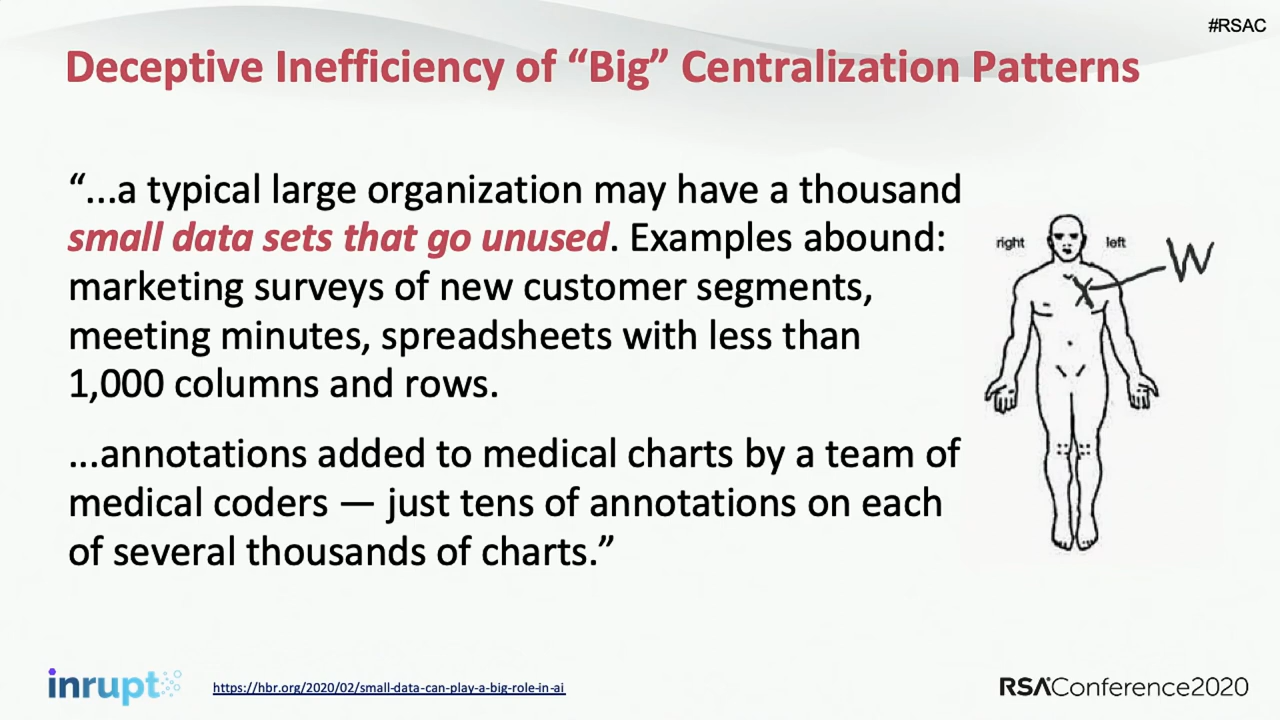 #RSAC
Deceptive Inefficiency of “Big” Centralization Patterns
“...a typical large organization may have a thousand
small data sets that go unused. Examples abound:
marketing surveys of new customer segments,
meeting minutes, spreadsheets with less than
1,000 columns and rows.
...annotations added to medical charts by a team of
medical coders — just tens of annotations on each
of several thousands of charts.”
right left
W
inrupt
https://hbr.org/2020/02/small-data-can-play-a-big-role-in-ai
RSAConference2020